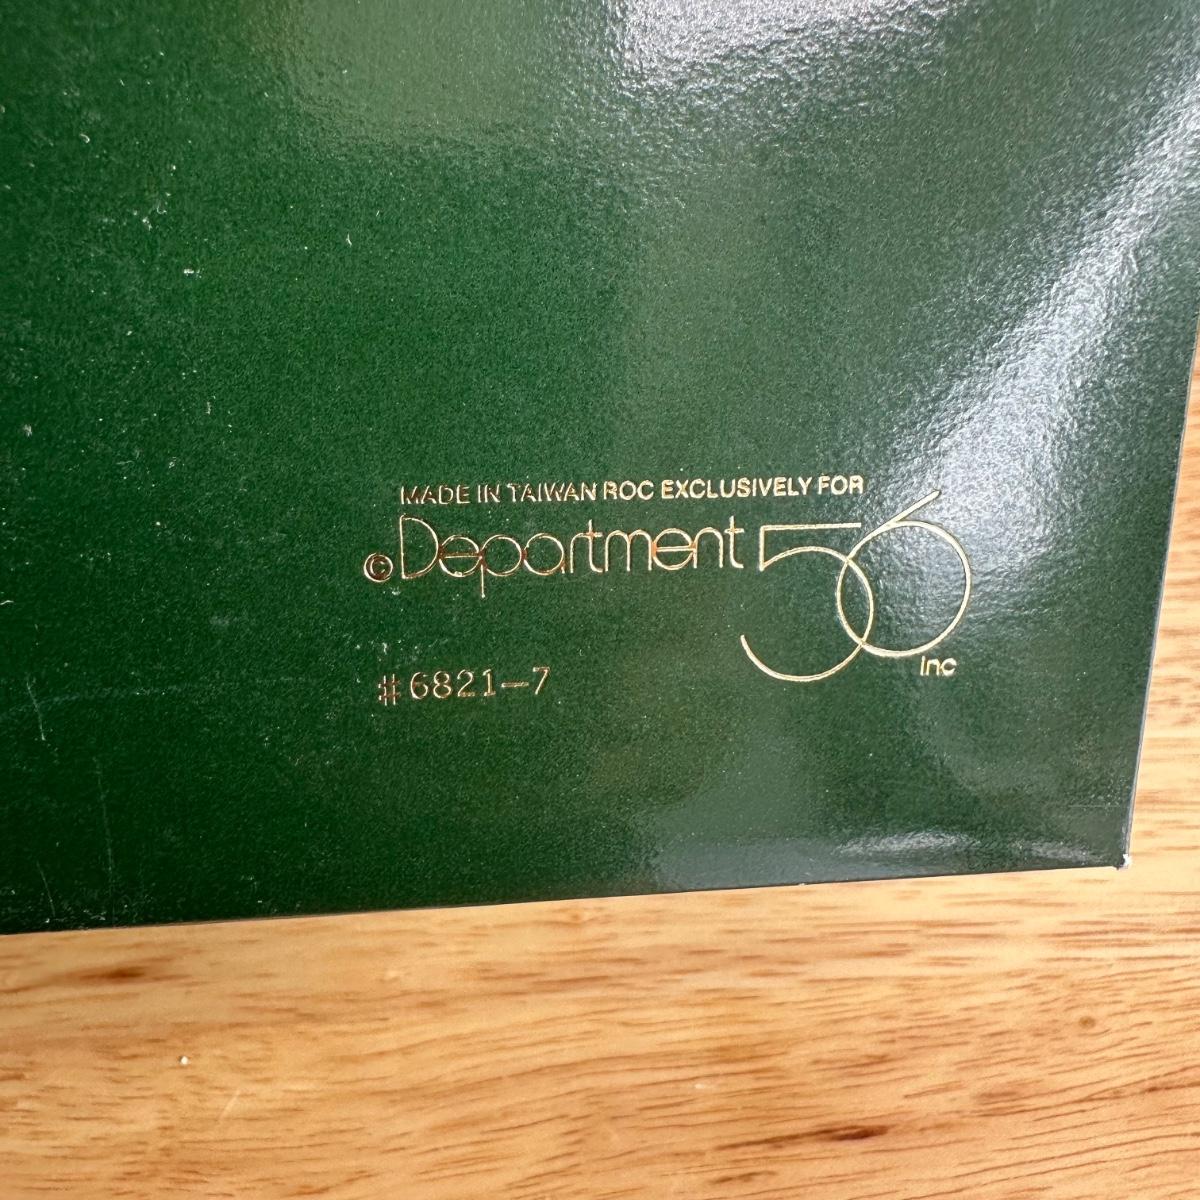 MADE IN TAIWAN ROC EXCLUSIVELY FOR
© Department 56 Inc
#6821-7